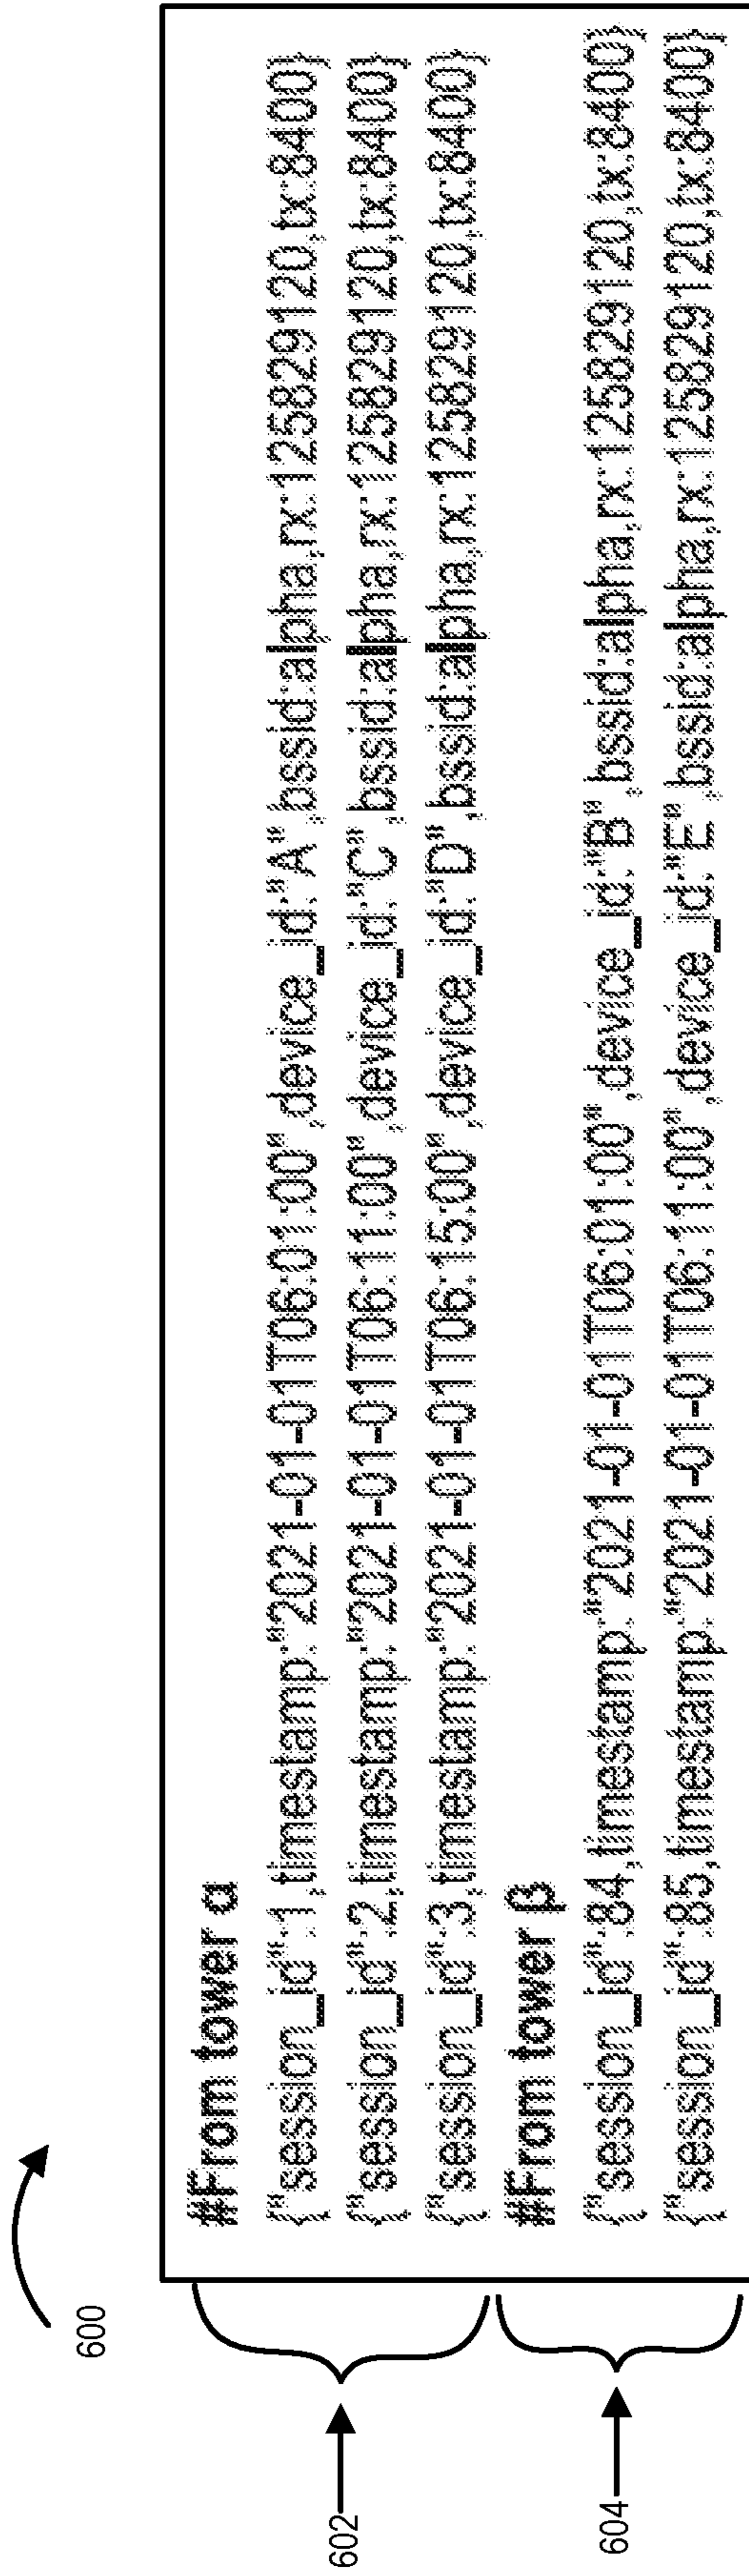 600
602
#From tower α
{"session_id":1,timestamp:"2021-01-01T06:01:00",device_id:"A",bssid:alpha,rx:125829120,tx:8400}
{"session_id":2,timestamp:"2021-01-01T06:11:00",device_id:"C",bssid:alpha,rx:125829120,tx:8400}
{"session_id":3,timestamp:"2021-01-01T06:15:00",device_id:"D",bssid:alpha,rx:125829120,tx:8400}
604
#From tower β
{"session_id":84,timestamp:"2021-01-01T06:01:00",device_id:"B",bssid:alpha,rx:125829120,tx:8400}
{"session_id":85,timestamp:"2021-01-01T06:11:00",device_id:"E",bssid:alpha,rx:125829120,tx:8400}